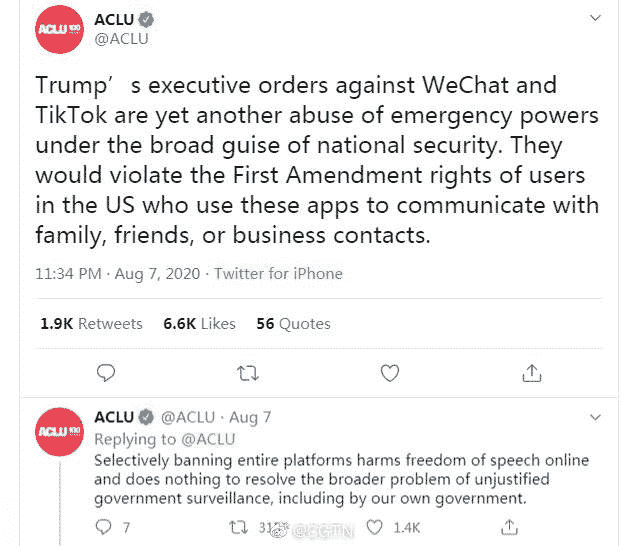 ACLU
@ACLU
Trump’s executive orders against WeChat and
TikTok are yet another abuse of emergency powers
under the broad guise of national security. They
would violate the First Amendment rights of users
in the US who use these apps to communicate with
family, friends, or business contacts.
11:34 PM · Aug 7, 2020 · Twitter for iPhone
1.9K Retweets 6.6K Likes 56 Quotes
ACLU @ACLU · Aug 7
Replying to @ACLU
Selectively banning entire platforms harms freedom of speech online
and does nothing to resolve the broader problem of unjustified
government surveillance, including by our own government.
7 @CGTN 1.4K